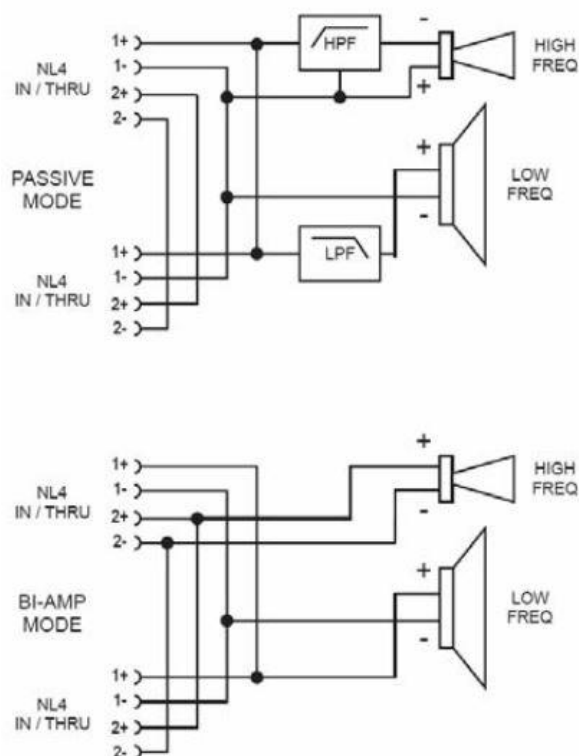 1+
1-
2+
2-
NL4
IN / THRU
HPF
-
+
HIGH
FREQ
PASSIVE
MODE
+
-
LOW
FREQ
1+
1-
2+
2-
NL4
IN / THRU
LPF
1+
1-
2+
2-
NL4
IN / THRU
+
-
HIGH
FREQ
BI-AMP
MODE
+
-
LOW
FREQ
1+
1-
2+
2-
NL4
IN / THRU